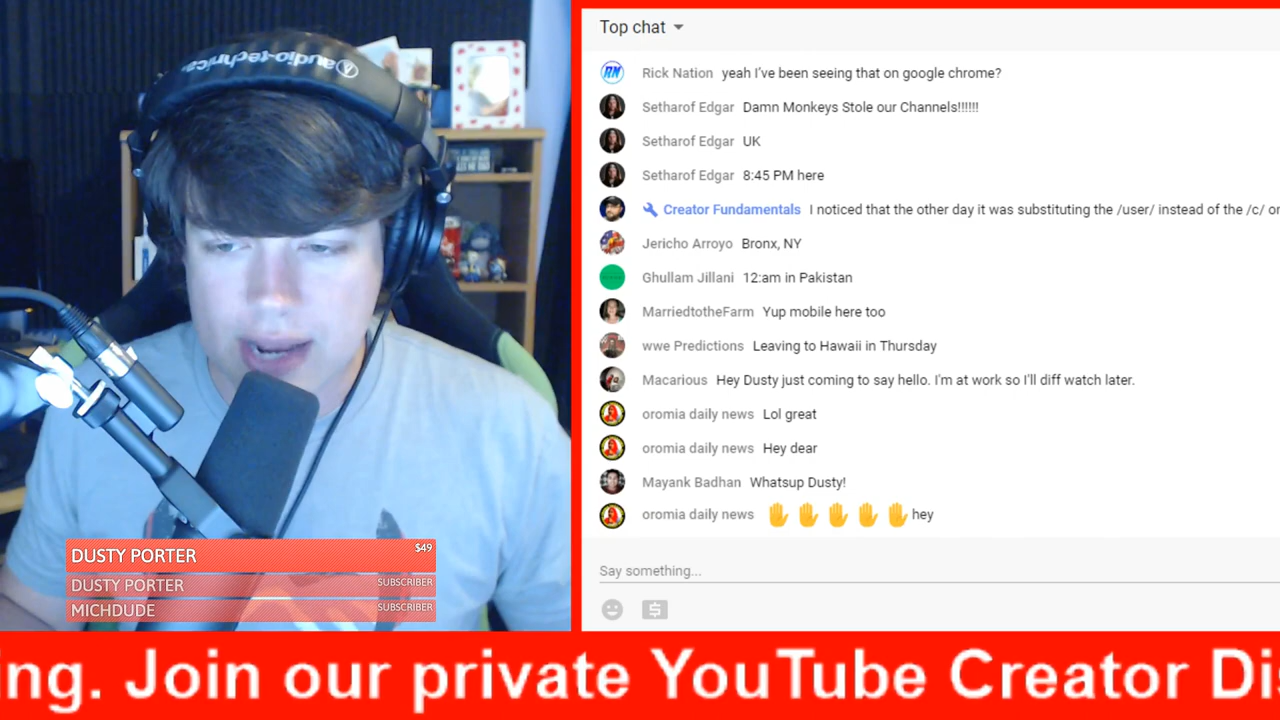 audio-technica
DUSTY PORTER $49
DUSTY PORTER SUBSCRIBER
MICHDUDE SUBSCRIBER
Top chat
RN
Rick Nation yeah I've been seeing that on google chrome?
Setharof Edgar Damn Monkeys Stole our Channels!!!!!!
Setharof Edgar UK
Setharof Edgar 8:45 PM here
Creator Fundamentals I noticed that the other day it was substituting the /user/ instead of the /c/ or
Jericho Arroyo Bronx, NY
Ghullam Jillani 12:am in Pakistan
MarriedtotheFarm Yup mobile here too
wwe Predictions Leaving to Hawaii in Thursday
Macarious Hey Dusty just coming to say hello. I'm at work so I'll diff watch later.
oromia daily news Lol great
oromia daily news Hey dear
Mayank Badhan Whatsup Dusty!
oromia daily news ✋ ✋ ✋ ✋ ✋ hey
Say something...
ing. Join our private YouTube Creator Dis